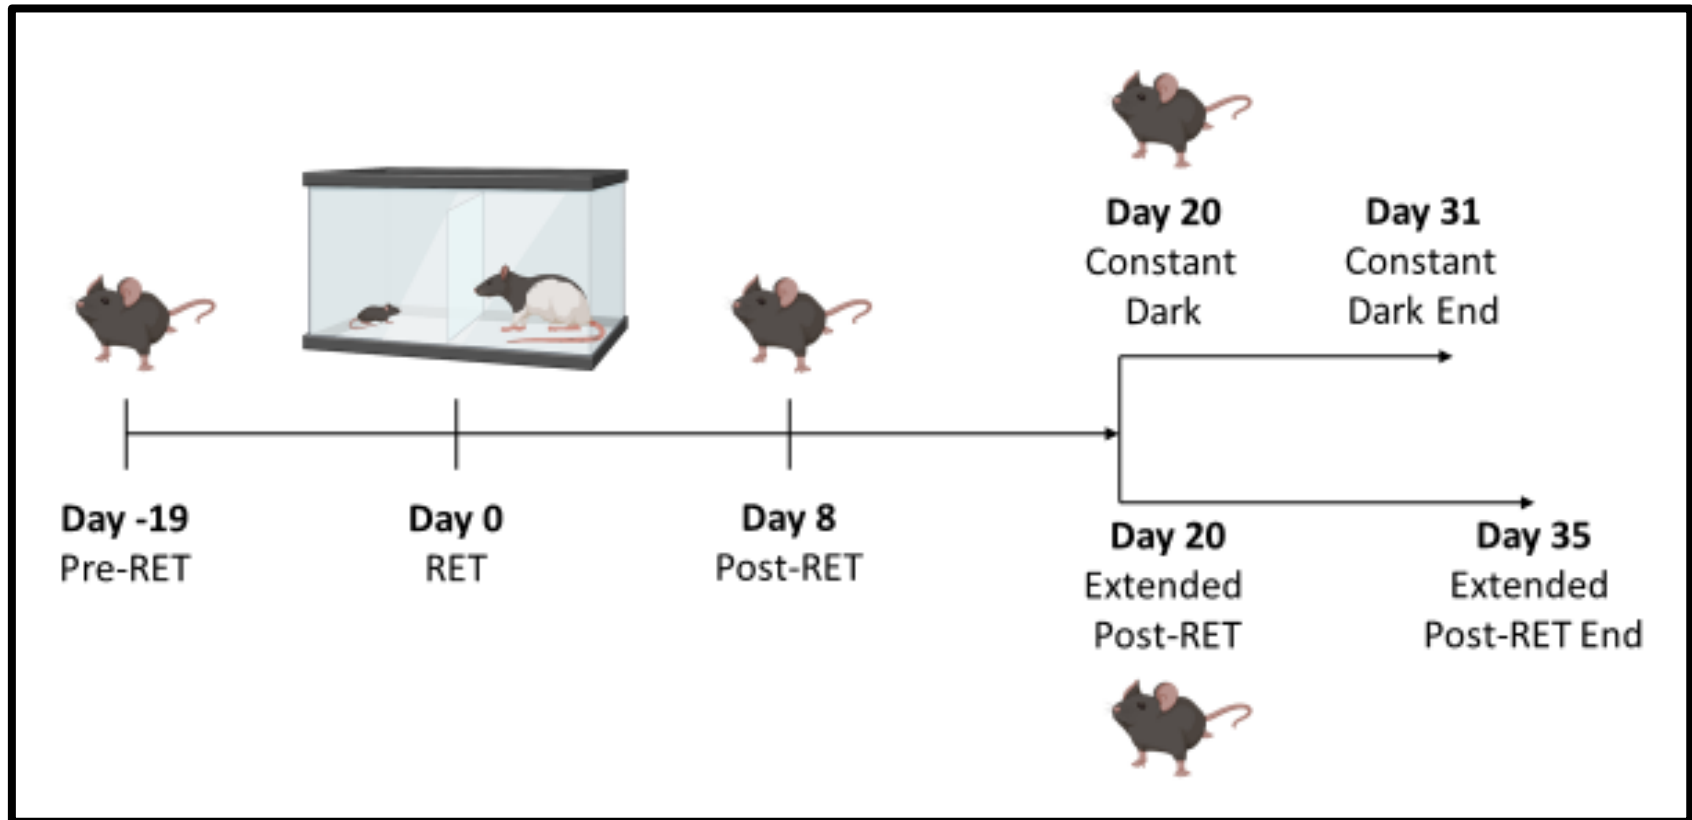 Day -19
Pre-RET
Day 0
RET
Day 8
Post-RET
Day 20
Constant
Dark
Day 31
Constant
Dark End
Day 20
Extended
Post-RET
Day 35
Extended
Post-RET End